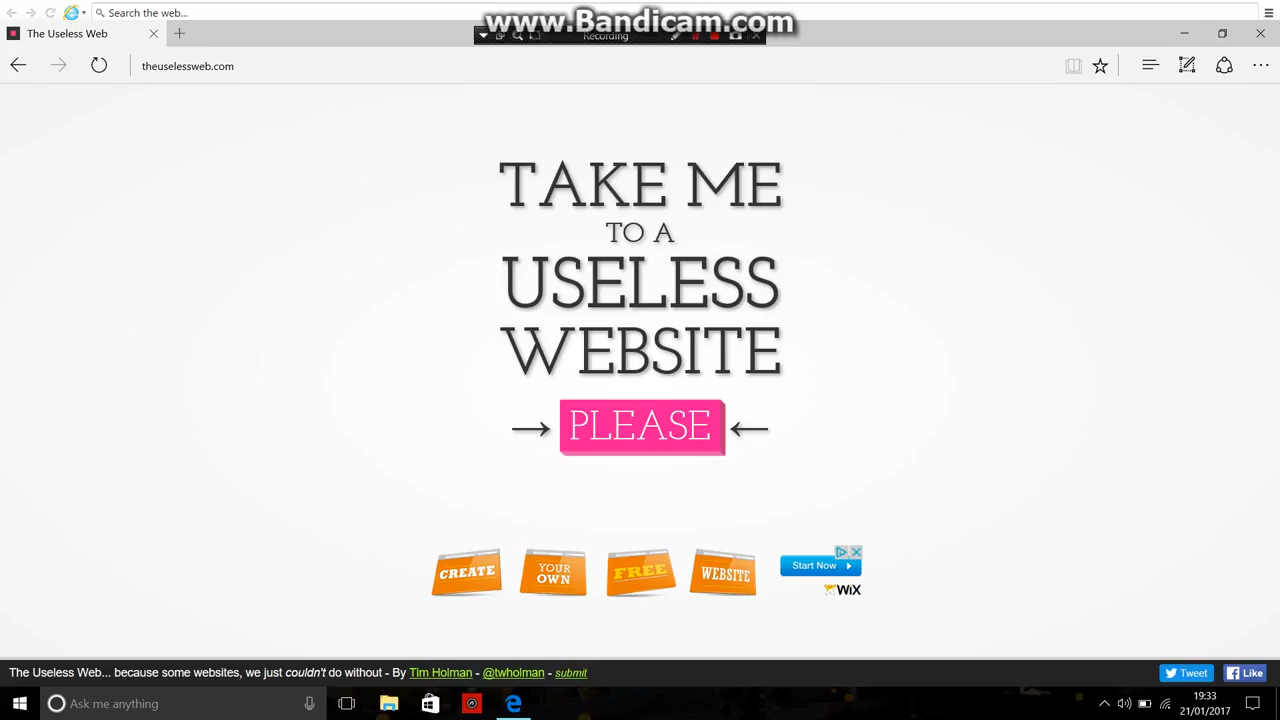 www.Bandicam.com
Search the web...
Recording
The Useless Web
theuselessweb.com
TAKE ME
TO A
USELESS
WEBSITE
→ PLEASE ←
CREATE
YOUR OWN
FREE
WEBSITE
Start Now
WiX
The Useless Web... because some websites, we just couldn't do without - By Tim Holman - @twholman - submit
Tweet
Like
Ask me anything
19:33
21/01/2017